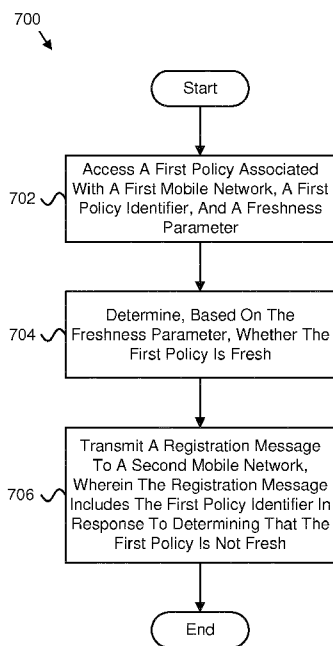 700
Start
702
Access A First Policy Associated
With A First Mobile Network, A First
Policy Identifier, And A Freshness
Parameter
704
Determine, Based On The
Freshness Parameter, Whether The
First Policy Is Fresh
706
Transmit A Registration Message
To A Second Mobile Network,
Wherein The Registration Message
Includes The First Policy Identifier In
Response To Determining That The
First Policy Is Not Fresh
End